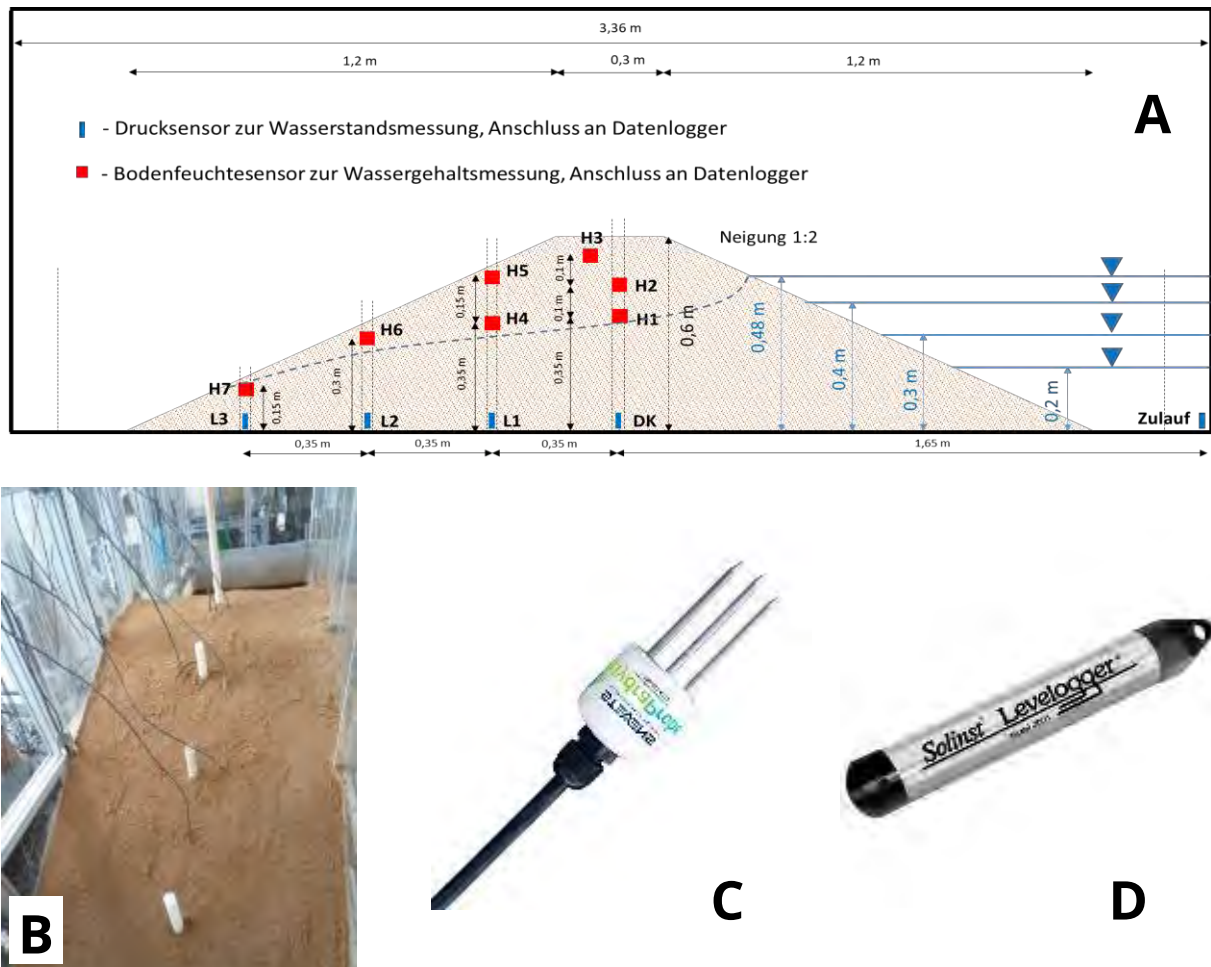 3,36 m
1,2 m
0,3 m
1,2 m
A
- Drucksensor zur Wasserstandsmessung, Anschluss an Datenlogger
- Bodenfeuchtesensor zur Wassergehaltsmessung, Anschluss an Datenlogger
Neigung 1:2
H3
H5
0,1 m
H2
0,15 m
0,1 m
H4
H1
H6
0,6 m
0,48 m
0,4 m
0,3 m
0,2 m
0,35 m
0,35 m
0,3 m
H7
0,15 m
L3
L2
L1
DK
Zulauf
0,35 m
0,35 m
0,35 m
1,65 m
STEVENS
Solinst Levelogger
B
C
D